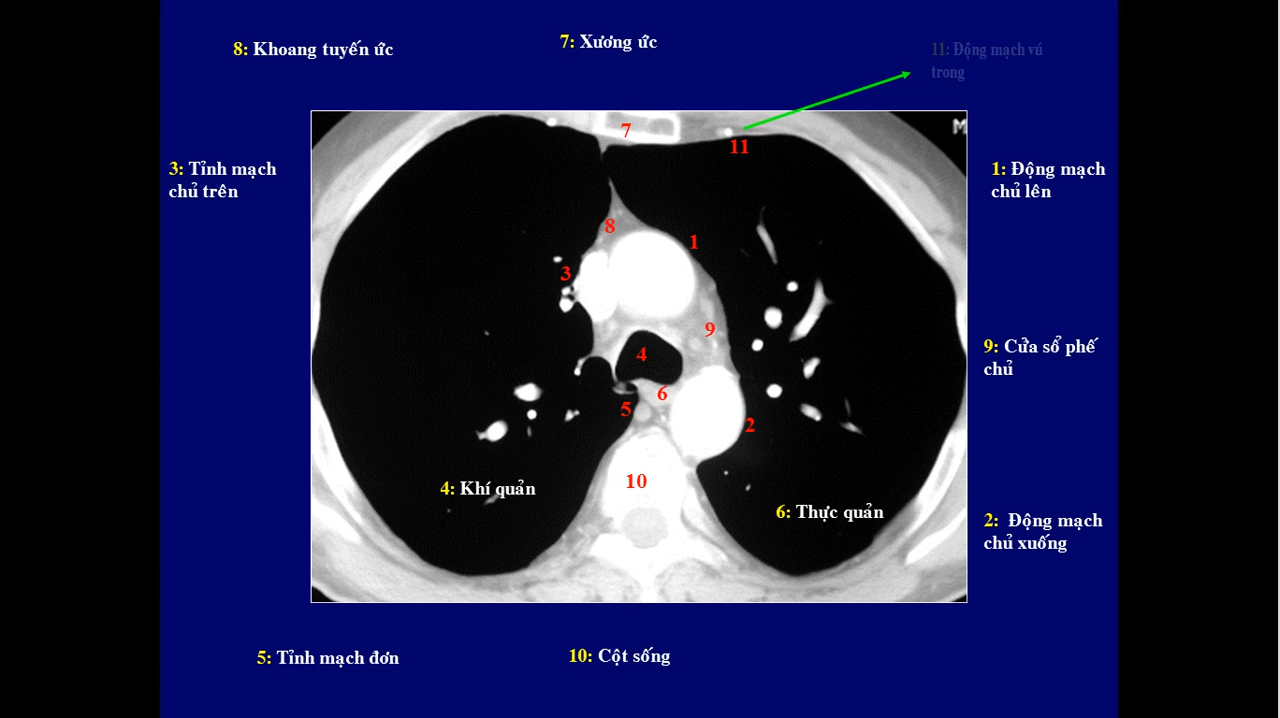 8: Khoang tuyến ức
7: Xương ức
11: Động mạch vú
trong
M
7
11
3: Tỉnh mạch
chủ trên
1: Động mạch
chủ lên
8
1
3
9
4
9: Cửa sổ phế
chủ
6
5
2
10
4: Khí quản
6: Thực quản
2: Động mạch
chủ xuống
5: Tỉnh mạch đơn
10: Cột sống